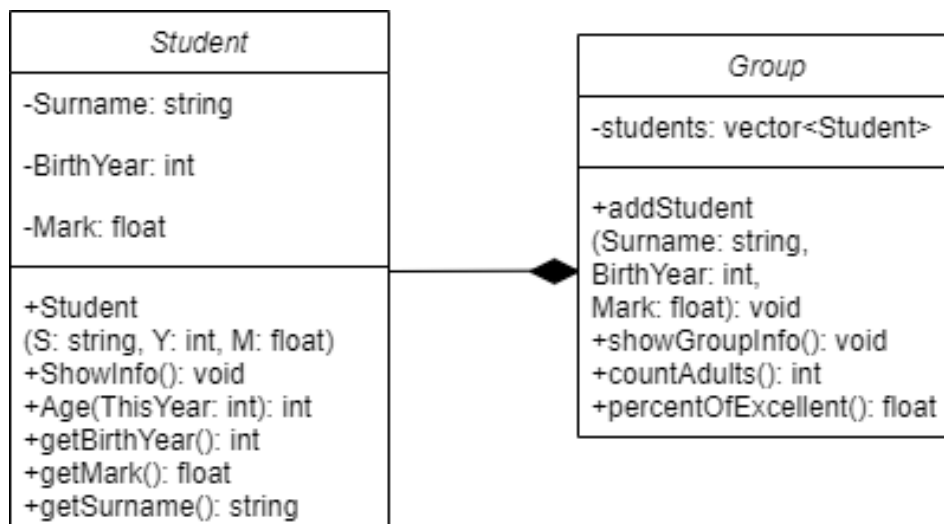 Student
-Surname: string
-BirthYear: int
-Mark: float
+Student
(S: string, Y: int, M: float)
+ShowInfo(): void
+Age(ThisYear: int): int
+getBirthYear(): int
+getMark(): float
+getSurname(): string
Group
-students: vector<Student>
+addStudent
(Surname: string,
BirthYear: int,
Mark: float): void
+showGroupInfo(): void
+countAdults(): int
+percentOfExcellent(): float